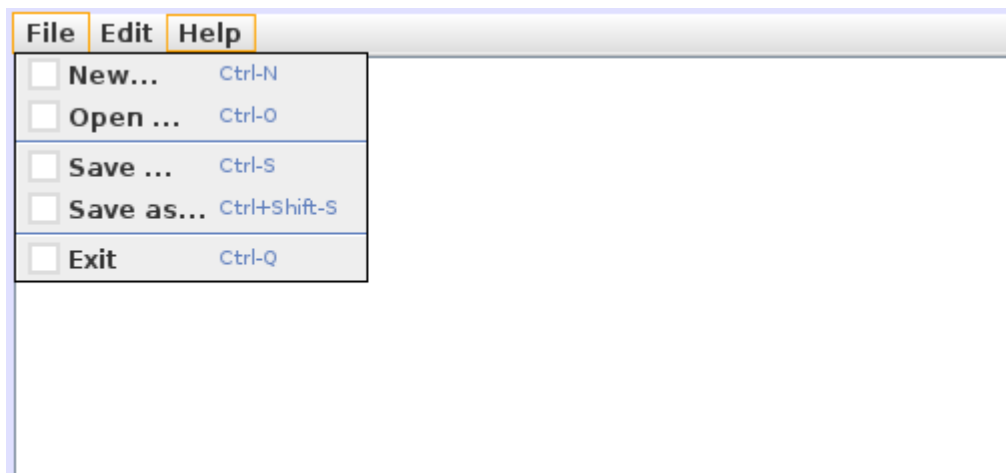 File Edit Help
New... Ctrl-N
Open ... Ctrl-O
Save ... Ctrl-S
Save as... Ctrl+Shift-S
Exit Ctrl-Q